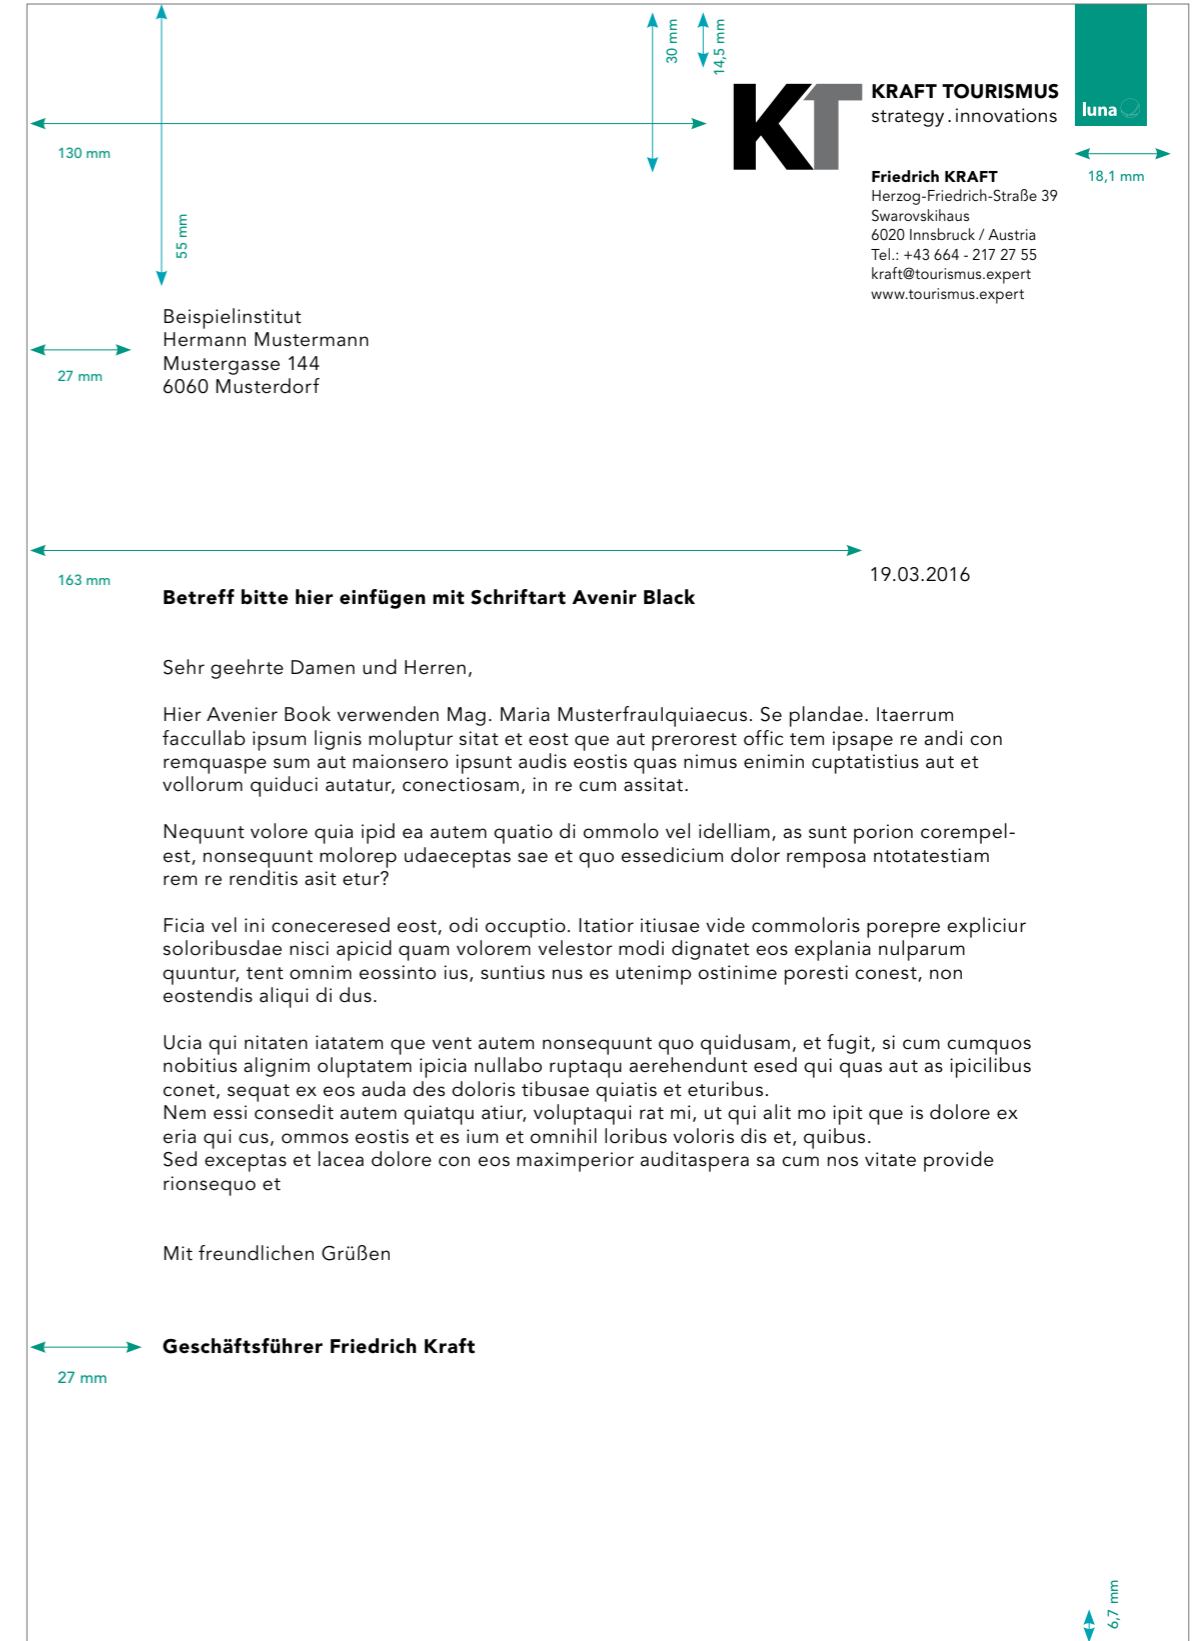 30 mm
14,5 mm
KT
KRAFT TOURISMUS
strategy . innovations
luna
130 mm
18,1 mm
55 mm
Friedrich KRAFT
Herzog-Friedrich-Straße 39
Swarovskihaus
6020 Innsbruck / Austria
Tel.: +43 664 - 217 27 55
kraft@tourismus.expert
www.tourismus.expert
Beispielinstitut
Hermann Mustermann
Mustergasse 144
6060 Musterdorf
27 mm
163 mm
19.03.2016
Betreff bitte hier einfügen mit Schriftart Avenir Black
Sehr geehrte Damen und Herren,
Hier Avenier Book verwenden Mag. Maria MusterfrauIquiaecus. Se plandae. Itaerrum
faccullab ipsum lignis moluptur sitat et eost que aut prerorest offic tem ipsape re andi con
remquaspe sum aut maionsero ipsunt audis eostis quas nimus enimin cuptatistius aut et
vollorum quiduci autatur, conectiosam, in re cum assitat.
Nequnt volore quia ipid ea autem quatio di ommolo vel idelliam, as sunt porion corempel-
est, nonsequunt molorep udaeceptas sae et quo essedicium dolor remposa ntotatestiam
rem re renditis asit etur?
Ficia vel ini coneceresed eost, odi occuptio. Itatior itiusae vide commoloris porepre expliciur
soloribusdae nisci apicid quam volorem velestor modi dignatet eos explania nulparum
quuntur, tent omnim eossinto ius, suntius nus es utenimp ostinime poresti conest, non
eostendis aliqui di dus.
Ucia qui nitaten iatatem que vent autem nonsequunt quo quidusam, et fugit, si cum cumquos
nobitius alignim oluptatem ipicia nullabo ruptaqu aerehendunt esed qui quas aut as ipicilibus
conet, sequat ex eos auda des doloris tibusae quiatis et eturibus.
Nem essi consedit autem quiatqu atiur, voluptaqui rat mi, ut qui alit mo ipit que is dolore ex
eria qui cus, ommos eostis et es ium et omnihil loribus voloris dis et, quibus.
Sed exceptas et lacea dolore con eos maximperior auditaspera sa cum nos vitate provide
rionsequo et
Mit freundlichen Grüßen
Geschäftsführer Friedrich Kraft
27 mm
6,7 mm